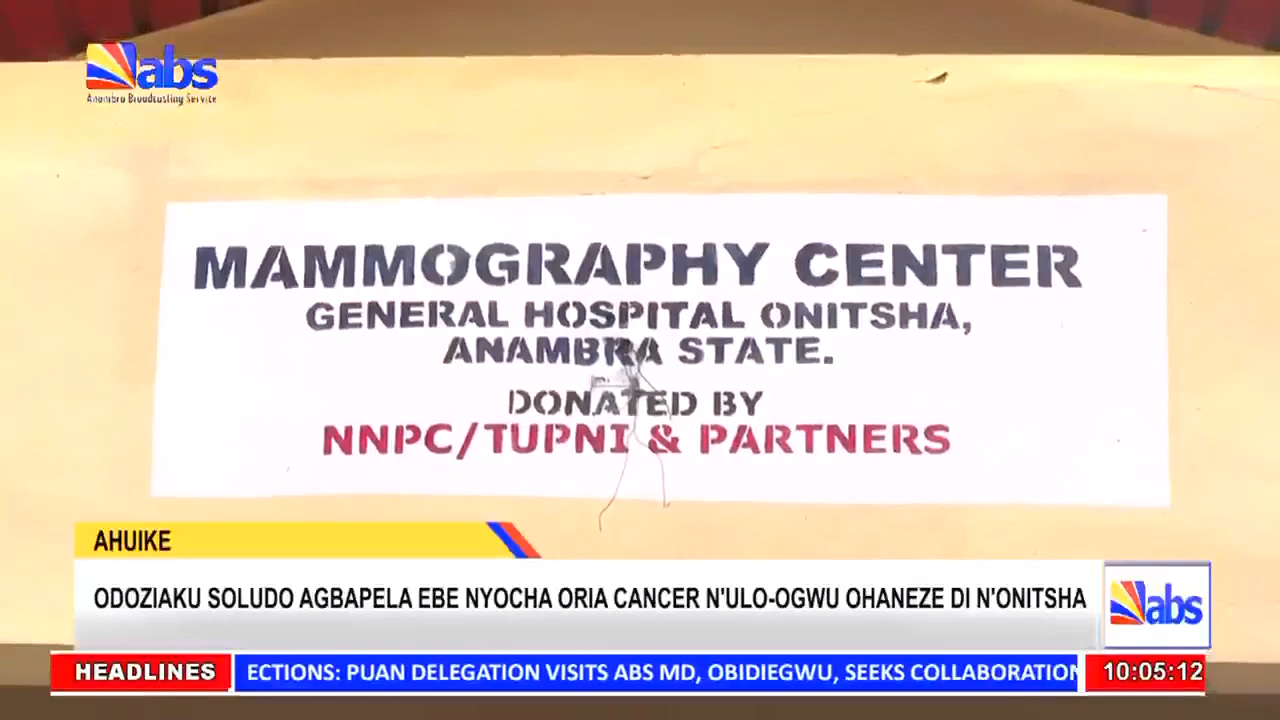 abs
Anambra Broadcasting Service
MAMMOGRAPHY CENTER
GENERAL HOSPITAL ONITSHA,
ANAMBRA STATE.
DONATED BY
NNPC/TUPNI & PARTNERS
AHUIKE
ODOZIAKU SOLUDO AGBAPELA EBE NYOCHA ORIA CANCER N'ULO-OGWU OHANEZE DI N'ONITSHA
abs
HEADLINES ECTIONS: PUAN DELEGATION VISITS ABS MD, OBIDIEGWU, SEEKS COLLABORATION 10:05:12